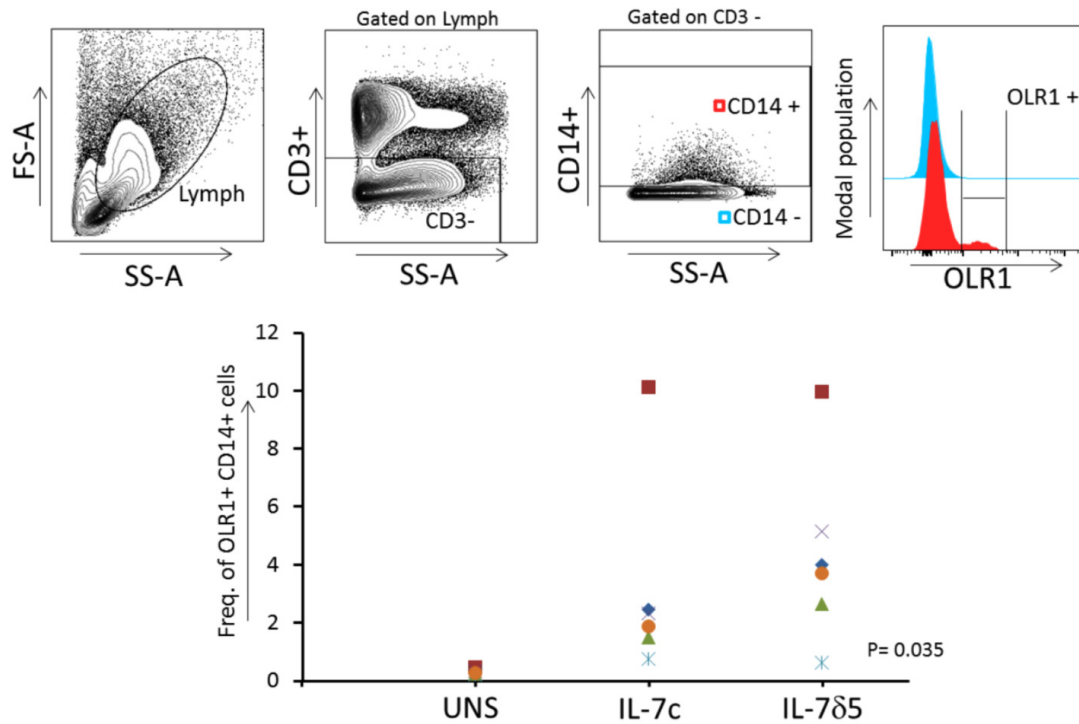 Gated on Lymph
Gated on CD3 -
FS-A
Lymph
SS-A
CD3+
CD3-
SS-A
CD14+
CD14 +
CD14 -
SS-A
Modal population
OLR1 +
OLR1
Freq. of OLR1+ CD14+ cells
12
10
8
6
4
2
0
P= 0.035
UNS
IL-7c
IL-7δ5